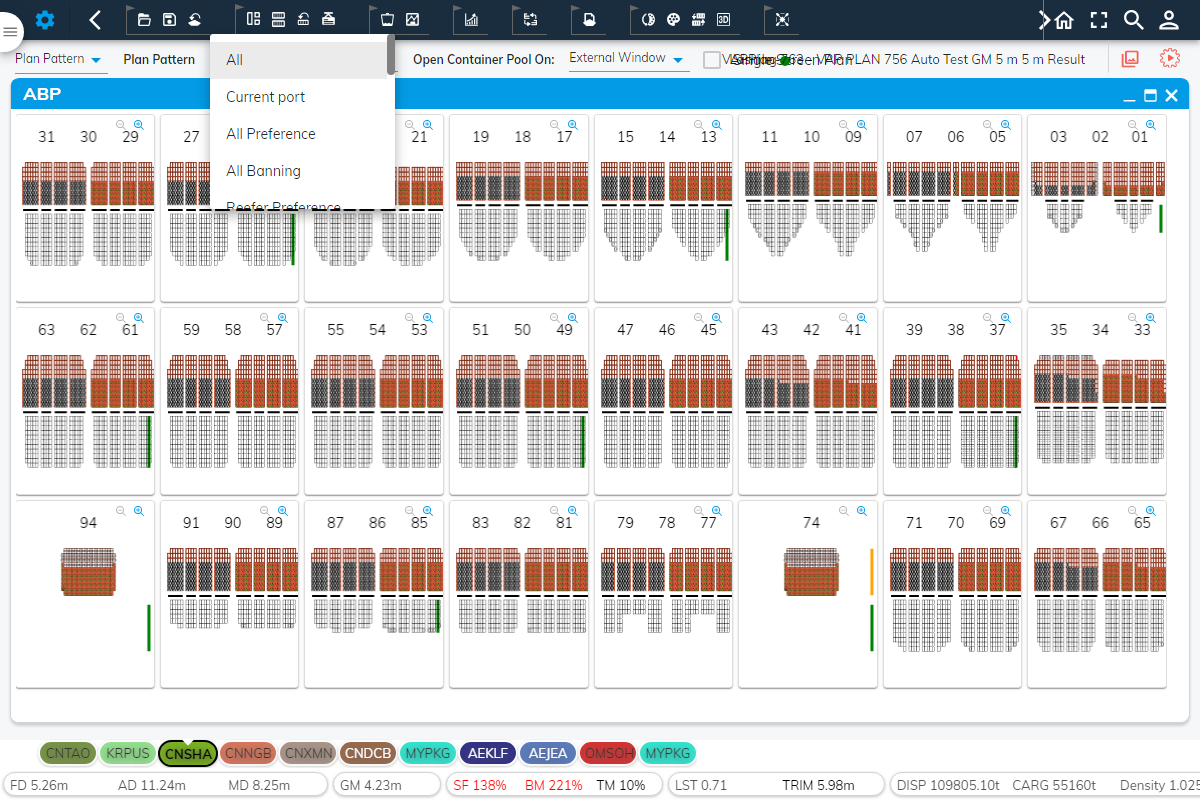 3D
Plan Pattern
Plan Pattern
Open Container Pool On:
External Window
Single Screen Plan
PLAN 756 Auto Test GM 5 m 5 m Result
All
Current port
All Preference
All Banning
Reefer Preference
ABP
31 30 29
27
21
19 18 17
15 14 13
11 10 09
07 06 05
03 02 01
63 62 61
59 58 57
55 54 53
51 50 49
47 46 45
43 42 41
39 38 37
35 34 33
94
91 90 89
87 86 85
83 82 81
79 78 77
74
71 70 69
67 66 65
CNTAO KRPUS CNSHA CNNGB CNXMN CNDCB MYPKG AEKLF AEJEA OMSOH MYPKG
FD 5.26m AD 11.24m MD 8.25m GM 4.23m SF 138% BM 221% TM 10% LST 0.71 TRIM 5.98m DISP 109805.10t CARG 55160t Density 1.025